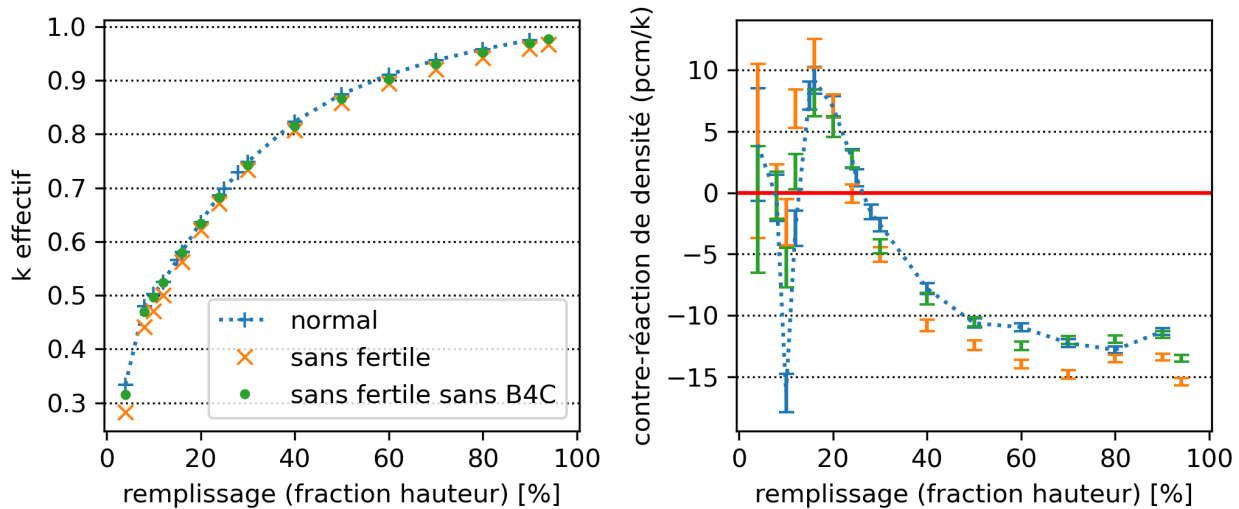 k effectif
1.0
0.9
0.8
0.7
0.6
0.5
0.4
0.3
normal
sans fertile
sans fertile sans B4C
0 20 40 60 80 100
remplissage (fraction hauteur) [%]
contre-réaction de densité (pcm/k)
10
5
0
−5
−10
−15
0 20 40 60 80 100
remplissage (fraction hauteur) [%]